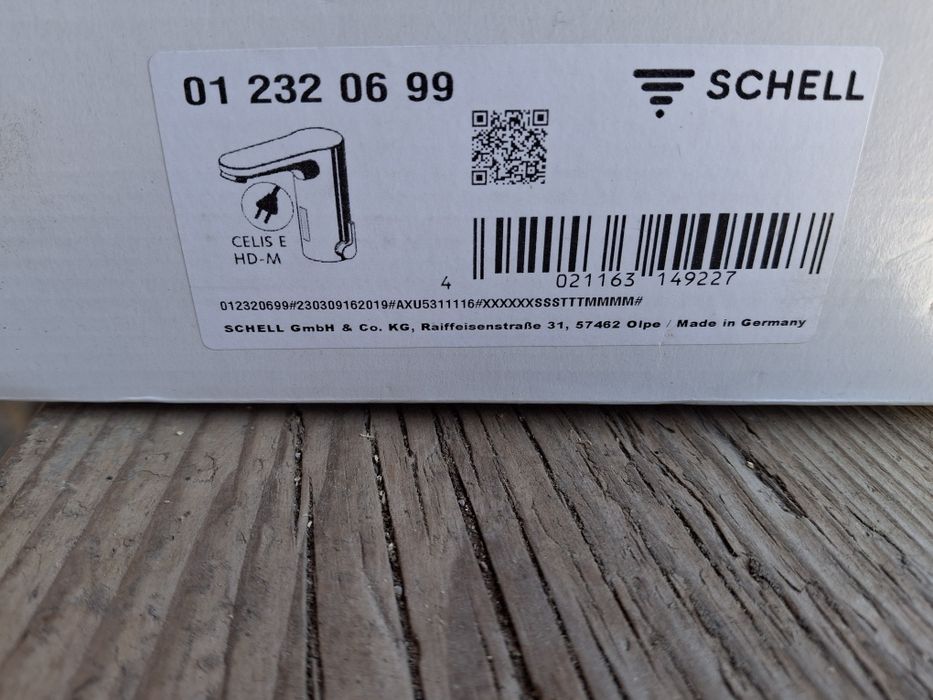 01 232 06 99
SCHELL
CELIS E
HD-M
4 021163 149227
012320699#230309162019#AXU5311116#XXXXXXSSSTTTMMMM#
SCHELL GmbH & Co. KG, Raiffeisenstraße 31, 57462 Olpe / Made in Germany